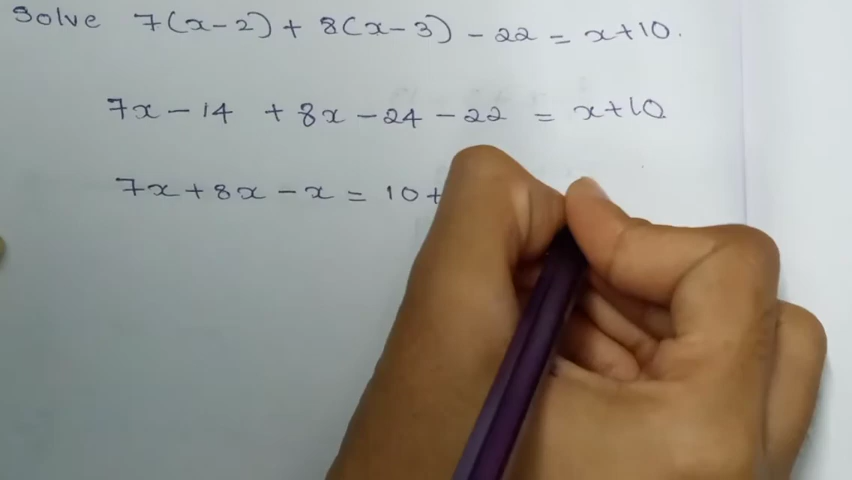 Solve 7(x-2) + 8(x-3) - 22 = x+10.
7x - 14 + 8x - 24 - 22 = x+10
7x + 8x - x = 10+